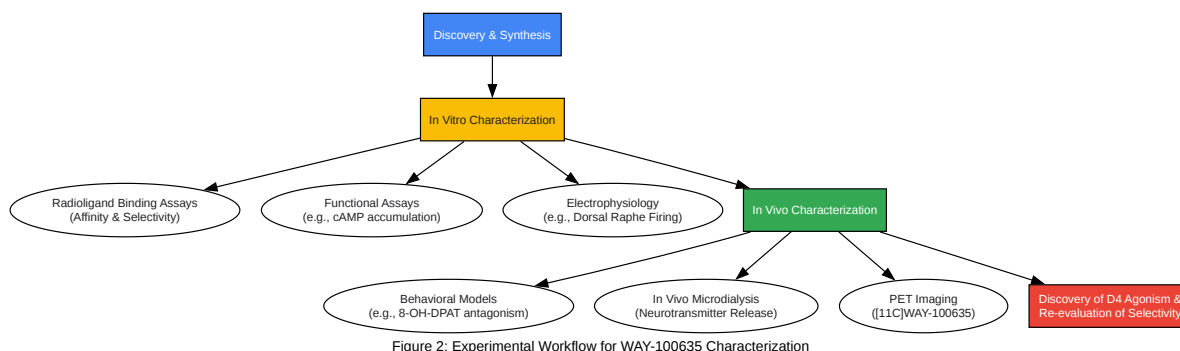 Discovery & Synthesis
In Vitro Characterization
Radioligand Binding Assays
(Affinity & Selectivity)
Functional Assays
(e.g., cAMP accumulation)
Electrophysiology
(e.g., Dorsal Raphe Firing)
In Vivo Characterization
Behavioral Models
(e.g., 8-OH-DPAT antagonism)
In Vivo Microdialysis
(Neurotransmitter Release)
PET Imaging
([11C]WAY-100635)
Discovery of D4 Agonism &
Re-evaluation of Selectivity
Figure 2: Experimental Workflow for WAY-100635 Characterization